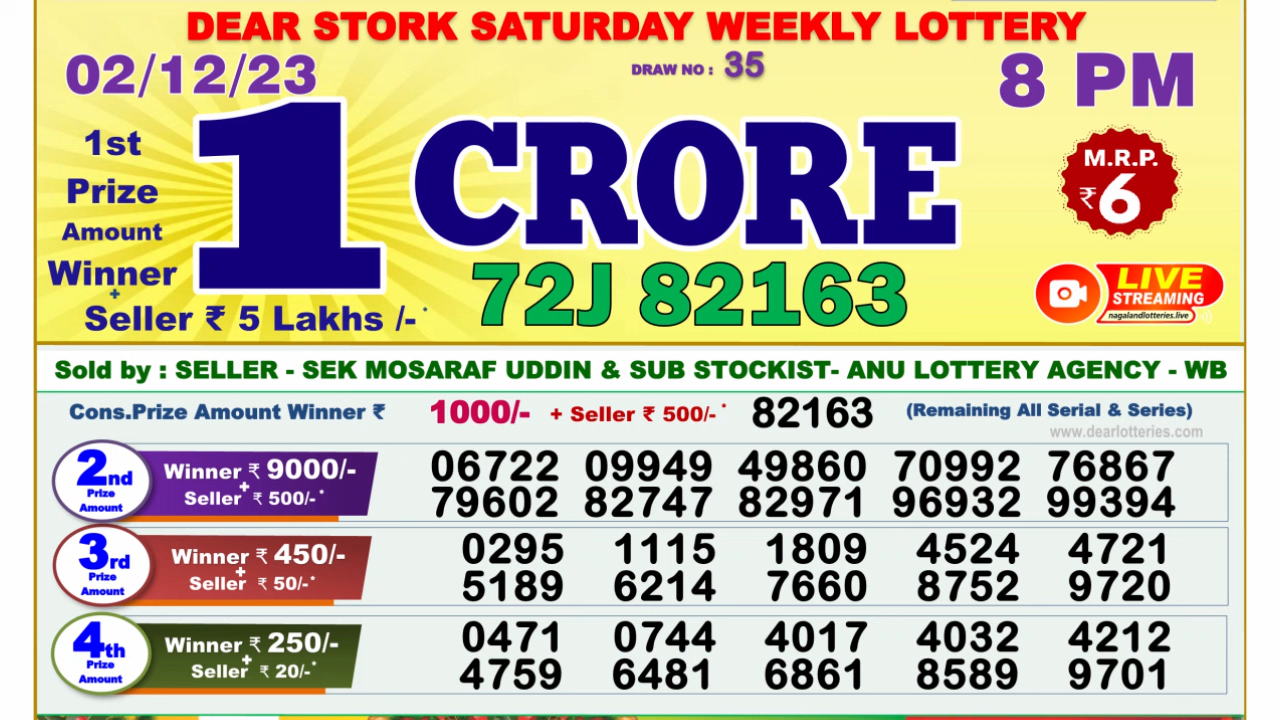 DEAR STORK SATURDAY WEEKLY LOTTERY
02/12/23
DRAW NO : 35
8 PM
1st
Prize
Amount
Winner
+
Seller ₹ 5 Lakhs /-*
1 CRORE
72J 82163
M.R.P.
₹6
LIVE
STREAMING
nagalandlotteries.live
Sold by : SELLER - SEK MOSARAF UDDIN & SUB STOCKIST- ANU LOTTERY AGENCY - WB
Cons.Prize Amount Winner ₹ 1000/- + Seller ₹ 500/-* 82163 (Remaining All Serial & Series)
www.dearlotteries.com
2nd
Prize
Amount
Winner ₹ 9000/-
+
Seller ₹ 500/-*
06722 09949 49860 70992 76867
79602 82747 82971 96932 99394
3rd
Prize
Amount
Winner ₹ 450/-
+
Seller ₹ 50/-*
0295 1115 1809 4524 4721
5189 6214 7660 8752 9720
4th
Prize
Amount
Winner ₹ 250/-
+
Seller ₹ 20/-*
0471 0744 4017 4032 4212
4759 6481 6861 8589 9701